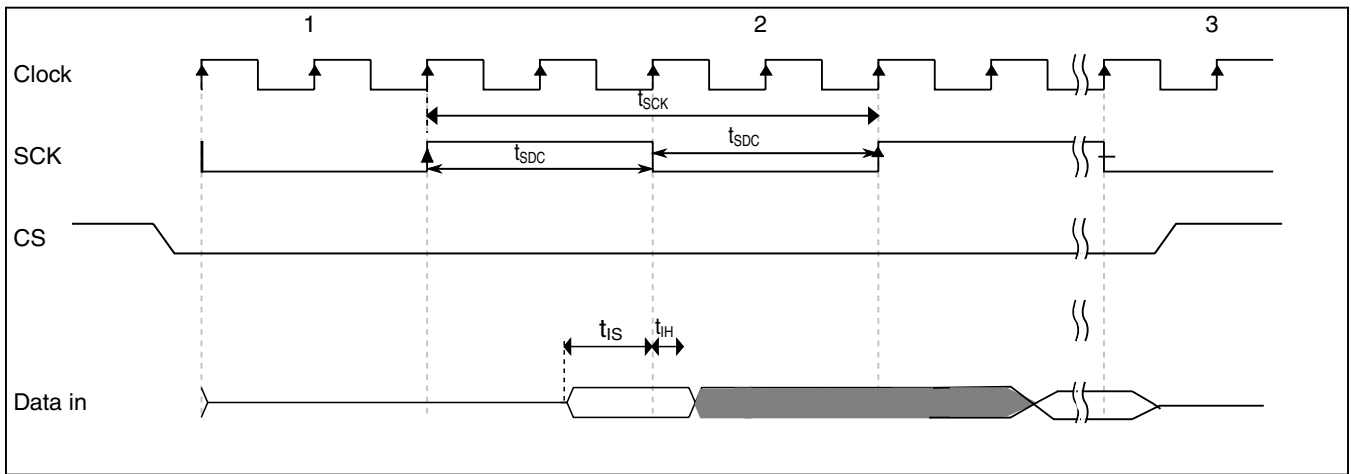 1 2 3
Clock
tSCK
SCK
tSDC tSDC
CS
tIS tIH
Data in